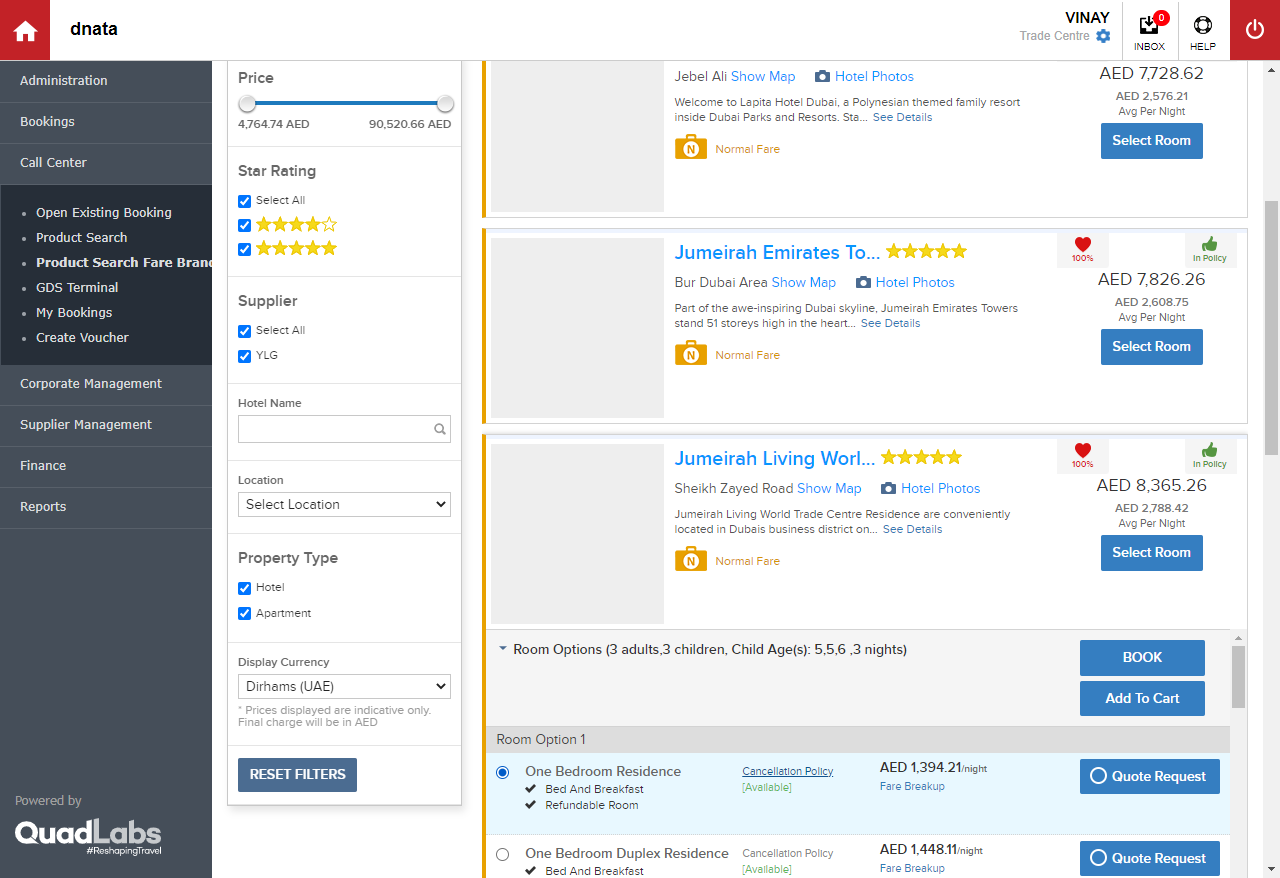 dnata
VINAY
Trade Centre
0
INBOX
HELP
Administration
Bookings
Call Center
Open Existing Booking
Product Search
Product Search Fare Brand
GDS Terminal
My Bookings
Create Voucher
Corporate Management
Supplier Management
Finance
Reports
Powered by
QuadLabs
#ReshapingTravel
Price
4,764.74 AED 90,520.66 AED
Star Rating
Select All
Supplier
Select All
YLG
Hotel Name
Location
Select Location
Property Type
Hotel
Apartment
Display Currency
Dirhams (UAE)
* Prices displayed are indicative only.
Final charge will be in AED
RESET FILTERS
Jebel Ali Show Map Hotel Photos
Welcome to Lapita Hotel Dubai, a Polynesian themed family resort
inside Dubai Parks and Resorts. Sta... See Details
N Normal Fare
AED 7,728.62
AED 2,576.21
Avg Per Night
Select Room
Jumeirah Emirates To...
100%
In Policy
Bur Dubai Area Show Map Hotel Photos
Part of the awe-inspiring Dubai skyline, Jumeirah Emirates Towers
stand 51 storeys high in the heart... See Details
N Normal Fare
AED 7,826.26
AED 2,608.75
Avg Per Night
Select Room
Jumeirah Living Worl...
100%
In Policy
Sheikh Zayed Road Show Map Hotel Photos
Jumeirah Living World Trade Centre Residence are conveniently
located in Dubais business district on... See Details
N Normal Fare
AED 8,365.26
AED 2,788.42
Avg Per Night
Select Room
Room Options (3 adults,3 children, Child Age(s): 5,5,6 ,3 nights)
BOOK
Add To Cart
Room Option 1
One Bedroom Residence
Bed And Breakfast
Refundable Room
Cancellation Policy
[Available]
AED 1,394.21/night
Fare Breakup
Quote Request
One Bedroom Duplex Residence
Bed And Breakfast
Cancellation Policy
[Available]
AED 1,448.11/night
Fare Breakup
Quote Request